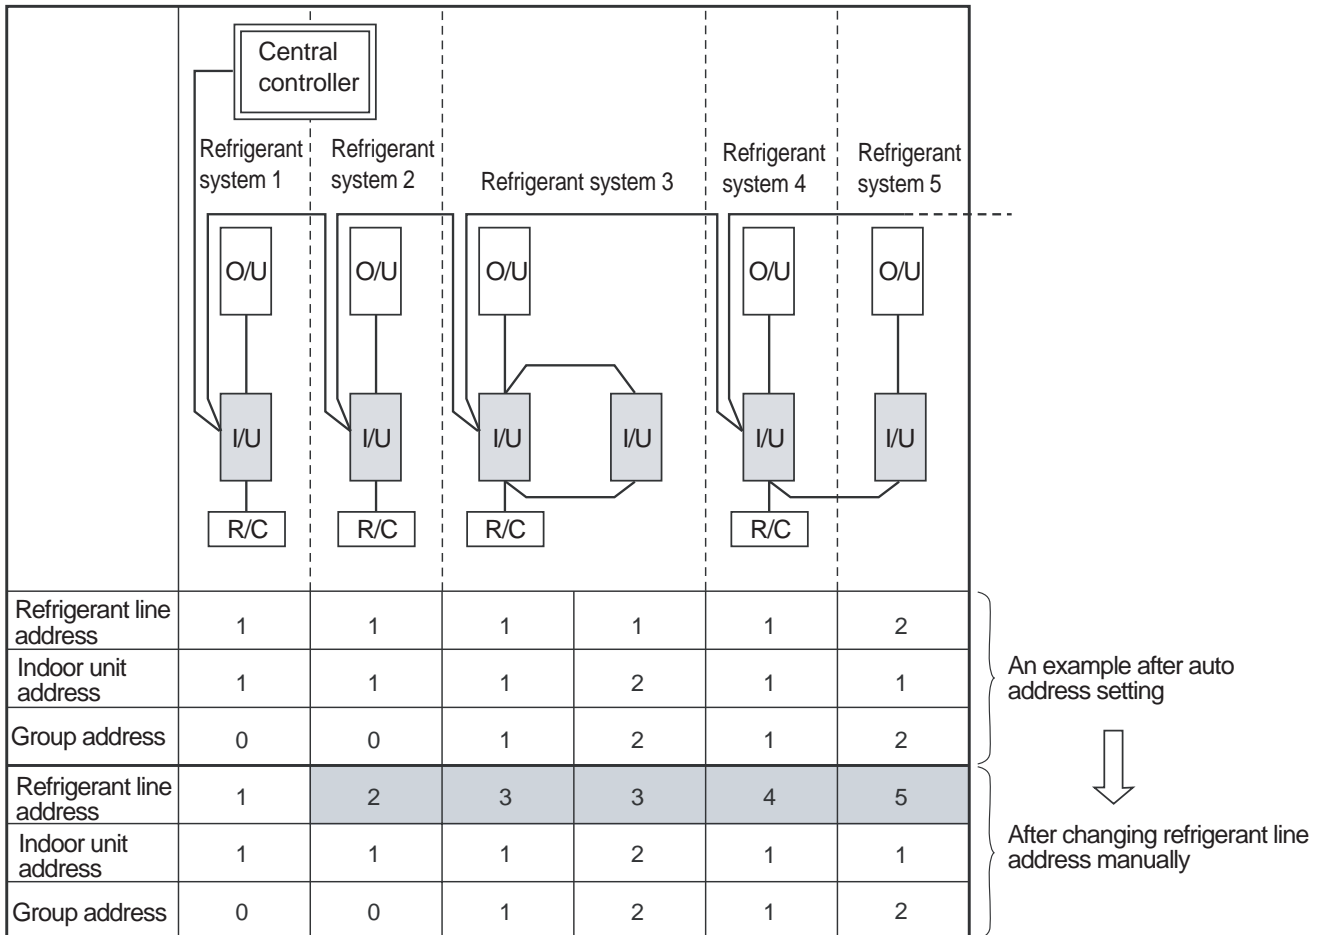 Central
controller
Refrigerant
system 1
Refrigerant
system 2
Refrigerant system 3
Refrigerant
system 4
Refrigerant
system 5
O/U O/U O/U O/U O/U
I/U I/U I/U I/U I/U I/U
R/C R/C R/C R/C
Refrigerant line
address
1 1 1 1 1 2
Indoor unit
address
1 1 1 2 1 1
Group address 0 0 1 2 1 2
An example after auto
address setting
Refrigerant line
address
1 2 3 3 4 5
Indoor unit
address
1 1 1 2 1 1
Group address 0 0 1 2 1 2
After changing refrigerant line
address manually